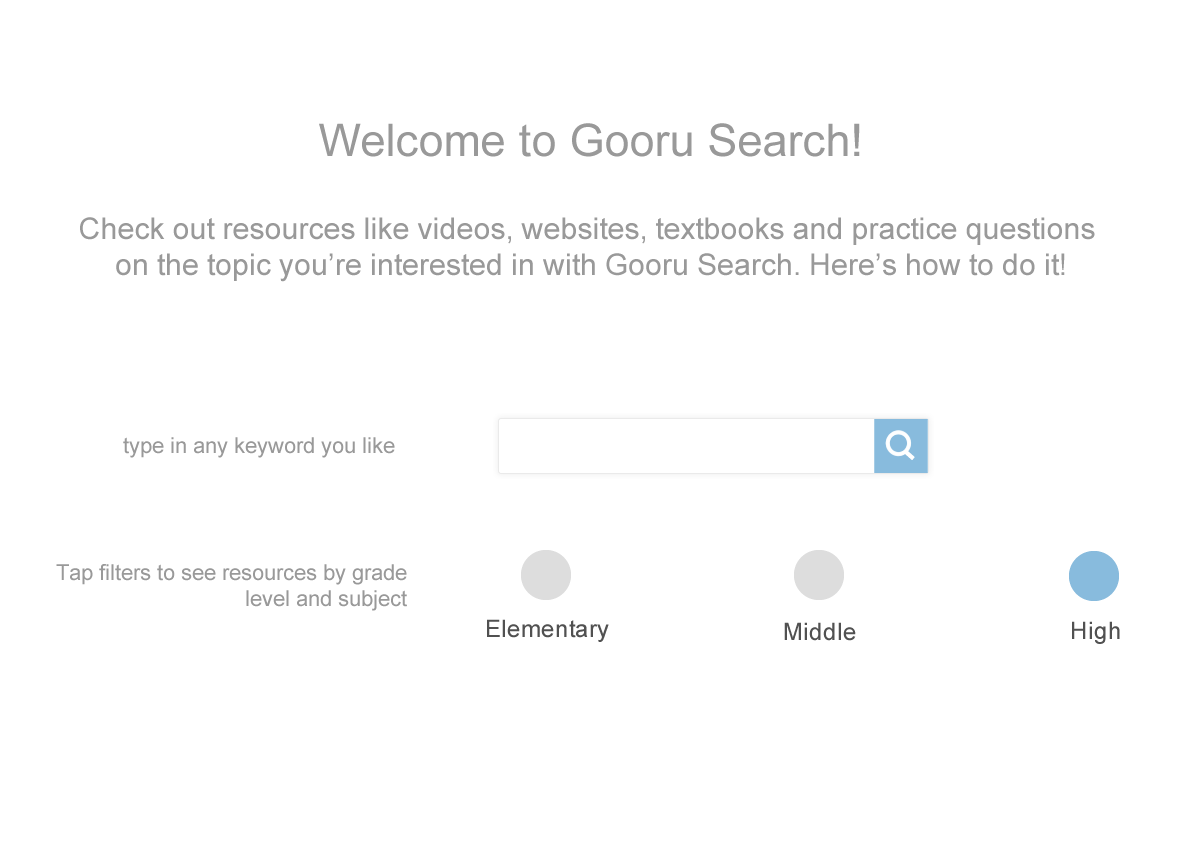 Welcome to Gooru Search!
Check out resources like videos, websites, textbooks and practice questions
on the topic you’re interested in with Gooru Search. Here’s how to do it!
type in any keyword you like
Tap filters to see resources by grade
level and subject
Elementary
Middle
High